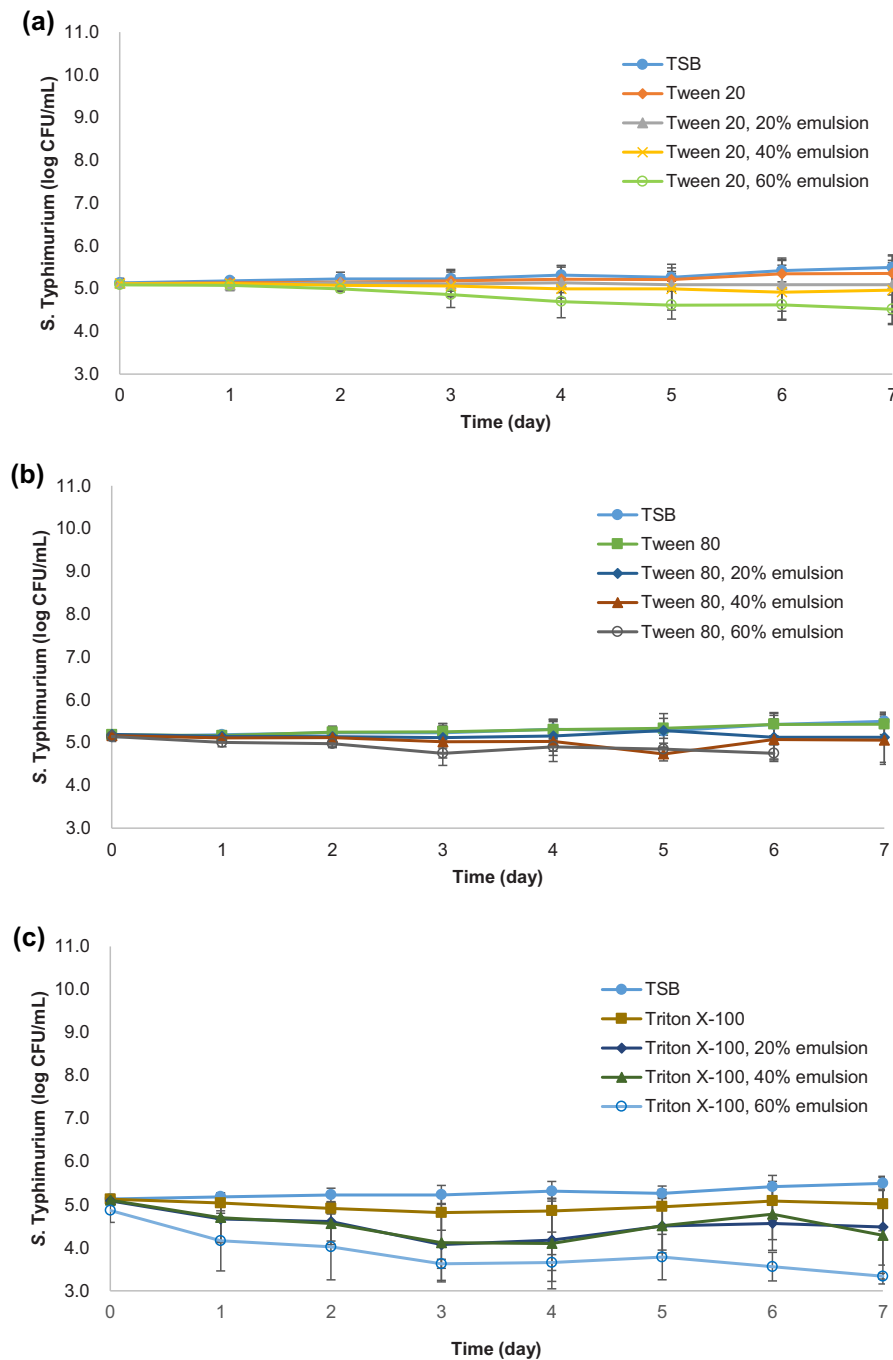 (a)
11.0
10.0
9.0
8.0
7.0
6.0
5.0
4.0
3.0
S. Typhimurium (log CFU/mL)
TSB
Tween 20
Tween 20, 20% emulsion
Tween 20, 40% emulsion
Tween 20, 60% emulsion
0 1 2 3 4 5 6 7
Time (day)
(b)
11.0
10.0
9.0
8.0
7.0
6.0
5.0
4.0
3.0
S. Typhimurium (log CFU/mL)
TSB
Tween 80
Tween 80, 20% emulsion
Tween 80, 40% emulsion
Tween 80, 60% emulsion
0 1 2 3 4 5 6 7
Time (day)
(c)
11.0
10.0
9.0
8.0
7.0
6.0
5.0
4.0
3.0
S. Typhimurium (log CFU/mL)
TSB
Triton X-100
Triton X-100, 20% emulsion
Triton X-100, 40% emulsion
Triton X-100, 60% emulsion
0 1 2 3 4 5 6 7
Time (day)